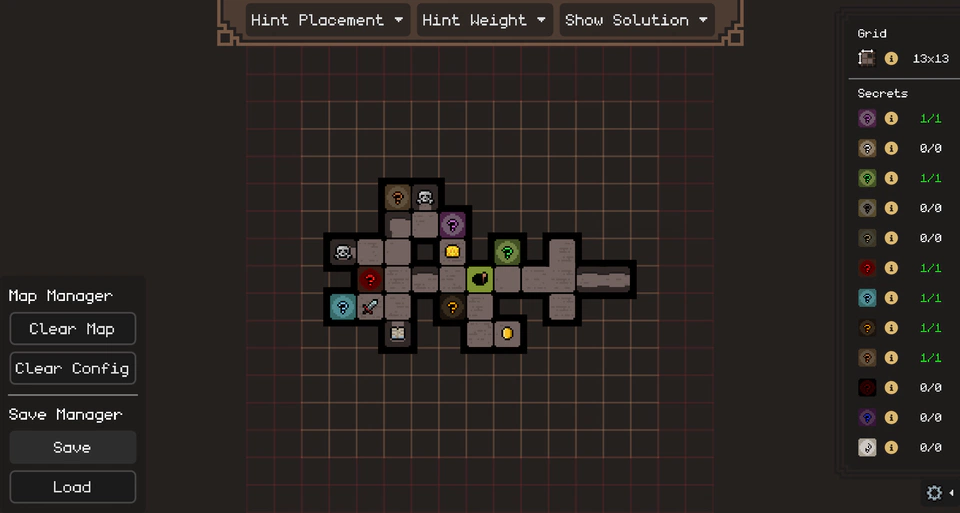 Hint Placement
Hint Weight
Show Solution
Grid
13x13
Secrets
1/1
0/0
1/1
0/0
0/0
1/1
1/1
1/1
1/1
0/0
0/0
0/0
Map Manager
Clear Map
Clear Config
Save Manager
Save
Load